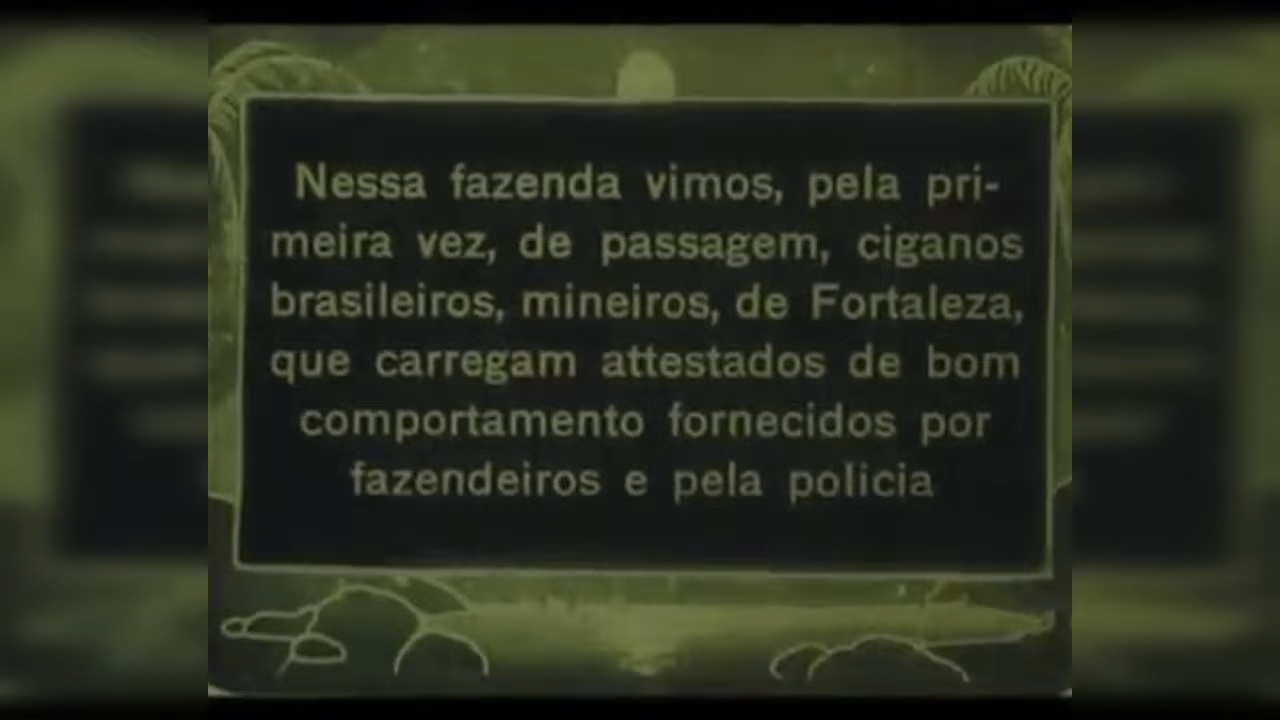 Nessa fazenda vimos, pela pri-
meira vez, de passagem, ciganos
brasileiros, mineiros, de Fortaleza,
que carregam attestados de bom
comportamento fornecidos por
fazendeiros e pela policia